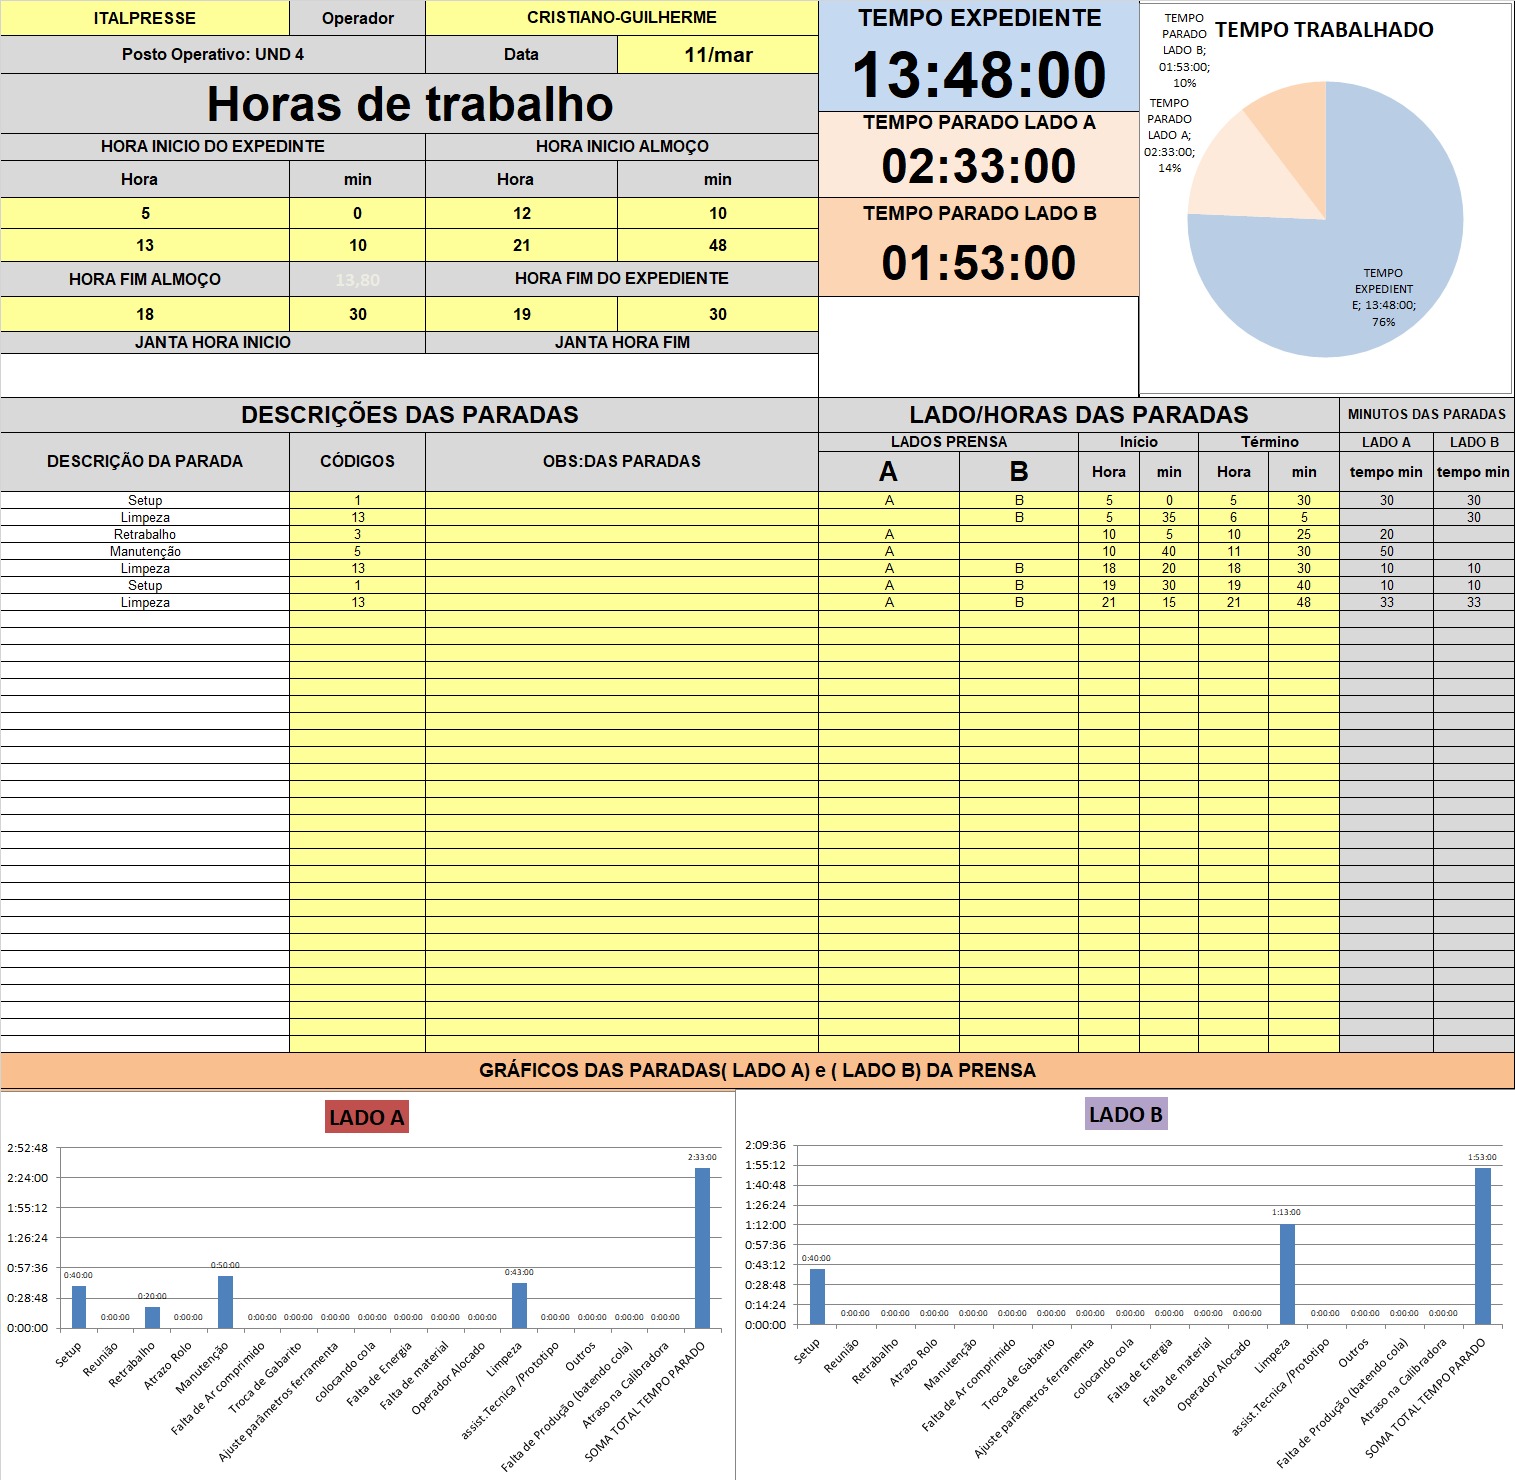 ITALPRESSE Operador CRISTIANO-GUILHERME
Posto Operativo: UND 4 Data 11/mar
Horas de trabalho
HORA INICIO DO EXPEDINTE HORA INICIO ALMOÇO
Hora min Hora min
5 0 12 10
13 10 21 48
HORA FIM ALMOÇO 13,80 HORA FIM DO EXPEDIENTE
18 30 19 30
JANTA HORA INICIO JANTA HORA FIM
TEMPO EXPEDIENTE
13:48:00
TEMPO PARADO LADO A
02:33:00
TEMPO PARADO LADO B
01:53:00
TEMPO TRABALHADO
TEMPO
PARADO
LADO B;
01:53:00;
10%
TEMPO
PARADO
LADO A;
02:33:00;
14%
TEMPO
EXPEDIENT
E; 13:48:00;
76%
DESCRIÇÕES DAS PARADAS LADO/HORAS DAS PARADAS MINUTOS DAS PARADAS
DESCRIÇÃO DA PARADA CÓDIGOS OBS:DAS PARADAS LADOS PRENSA Início Término LADO A LADO B
A B Hora min Hora min tempo min tempo min
Setup 1 A B 5 0 5 30 30 30
Limpeza 13 B 5 35 6 5 30
Retrabalho 3 A 10 5 10 25 20
Manutenção 5 A 10 40 11 30 50
Limpeza 13 A B 18 20 18 30 10 10
Setup 1 A B 19 30 19 40 10 10
Limpeza 13 A B 21 15 21 48 33 33
GRÁFICOS DAS PARADAS( LADO A) e ( LADO B) DA PRENSA
LADO A
2:52:48
2:24:00
1:55:12
1:26:24
0:57:36
0:28:48
0:00:00
0:40:00 0:00:00 0:20:00 0:00:00 0:50:00 0:00:00 0:00:00 0:00:00 0:00:00 0:00:00 0:00:00 0:00:00 0:43:00 0:00:00 0:00:00 0:00:00 0:00:00 2:33:00
Setup
Reunião
Retrabalho
Atrazo Rolo
Manutenção
Falta de Ar comprimido
Troca de Gabarito
Ajuste parâmetros ferramenta
colocando cola
Falta de Energia
Falta de material
Operador Alocado
Limpeza
assist.Tecnica /Prototipo
Outros
Falta de Produção (batendo cola)
Atraso na Calibradora
SOMA TOTAL TEMPO PARADO
LADO B
2:09:36
1:55:12
1:40:48
1:26:24
1:12:00
0:57:36
0:43:12
0:28:48
0:14:24
0:00:00
0:40:00 0:00:00 0:00:00 0:00:00 0:00:00 0:00:00 0:00:00 0:00:00 0:00:00 0:00:00 0:00:00 0:00:00 1:13:00 0:00:00 0:00:00 0:00:00 0:00:00 1:53:00
Setup
Reunião
Retrabalho
Atrazo Rolo
Manutenção
Falta de Ar comprimido
Troca de Gabarito
Ajuste parâmetros ferramenta
colocando cola
Falta de Energia
Falta de material
Operador Alocado
Limpeza
assist.Tecnica /Prototipo
Outros
Falta de Produção (batendo cola)
Atraso na Calibradora
SOMA TOTAL TEMPO PARADO